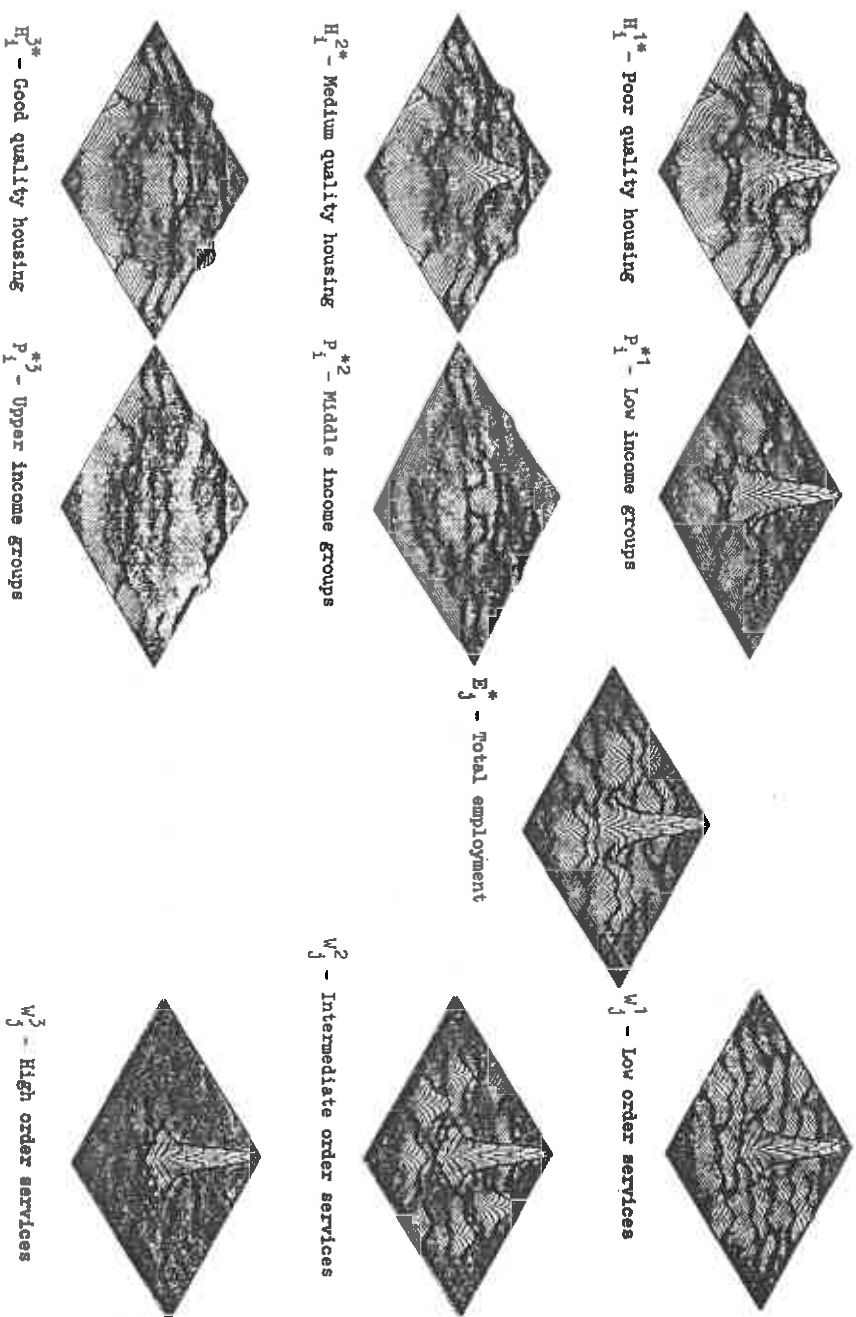 H_i^{1*} - Poor quality housing
P_i^{*1} - Low income groups
W_j^1 - Low order services
H_i^{2*} - Medium quality housing
P_i^{*2} - Middle income groups
E_j^* - Total employment
W_j^2 - Intermediate order services
H_i^{3*} - Good quality housing
P_i^{*3} - Upper income groups
W_j^3 - High order services